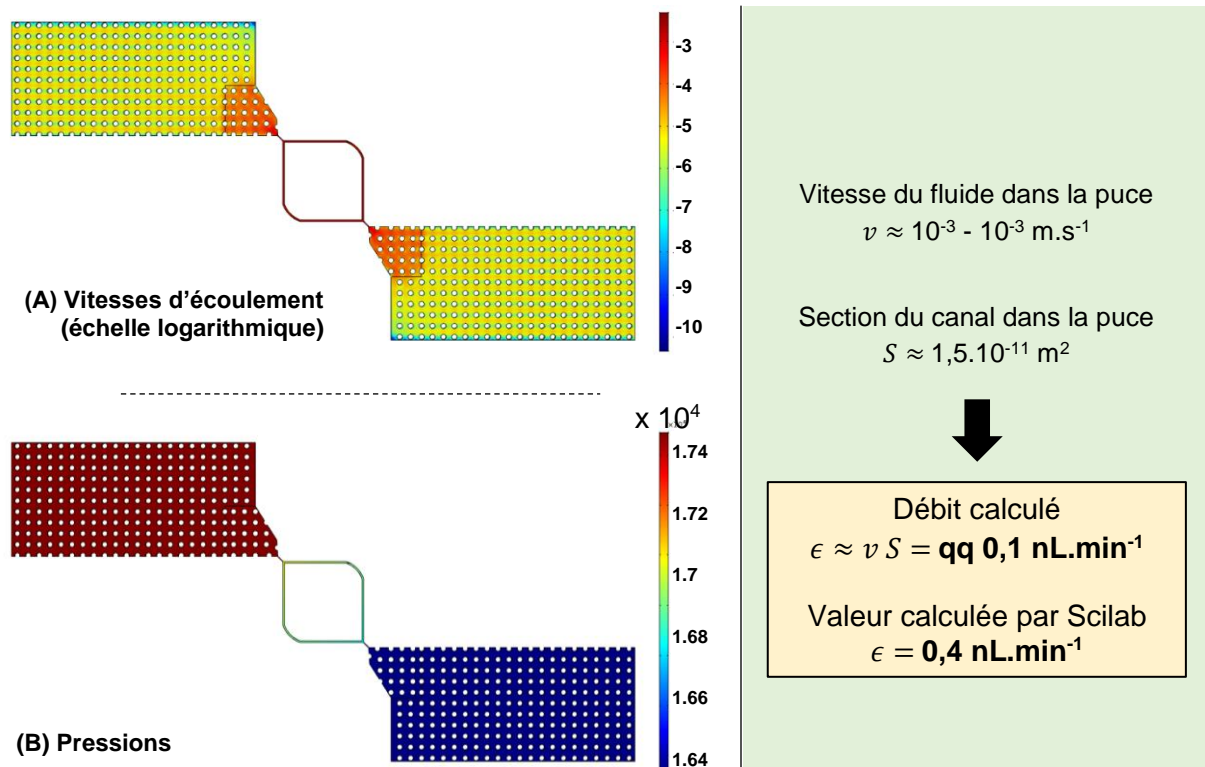 -3
-4
-5
-6
-7
-8
-9
-10
(A) Vitesses d'écoulement
(échelle logarithmique)
x 10⁴
1.74
1.72
1.7
1.68
1.66
1.64
(B) Pressions
Vitesse du fluide dans la puce
𝑣 ≈ 10⁻³ - 10⁻³ m.s⁻¹
Section du canal dans la puce
𝑆 ≈ 1,5.10⁻¹¹ m²
Débit calculé
𝜖 ≈ 𝑣 𝑆 = qq 0,1 nL.min⁻¹
Valeur calculée par Scilab
𝜖 = 0,4 nL.min⁻¹